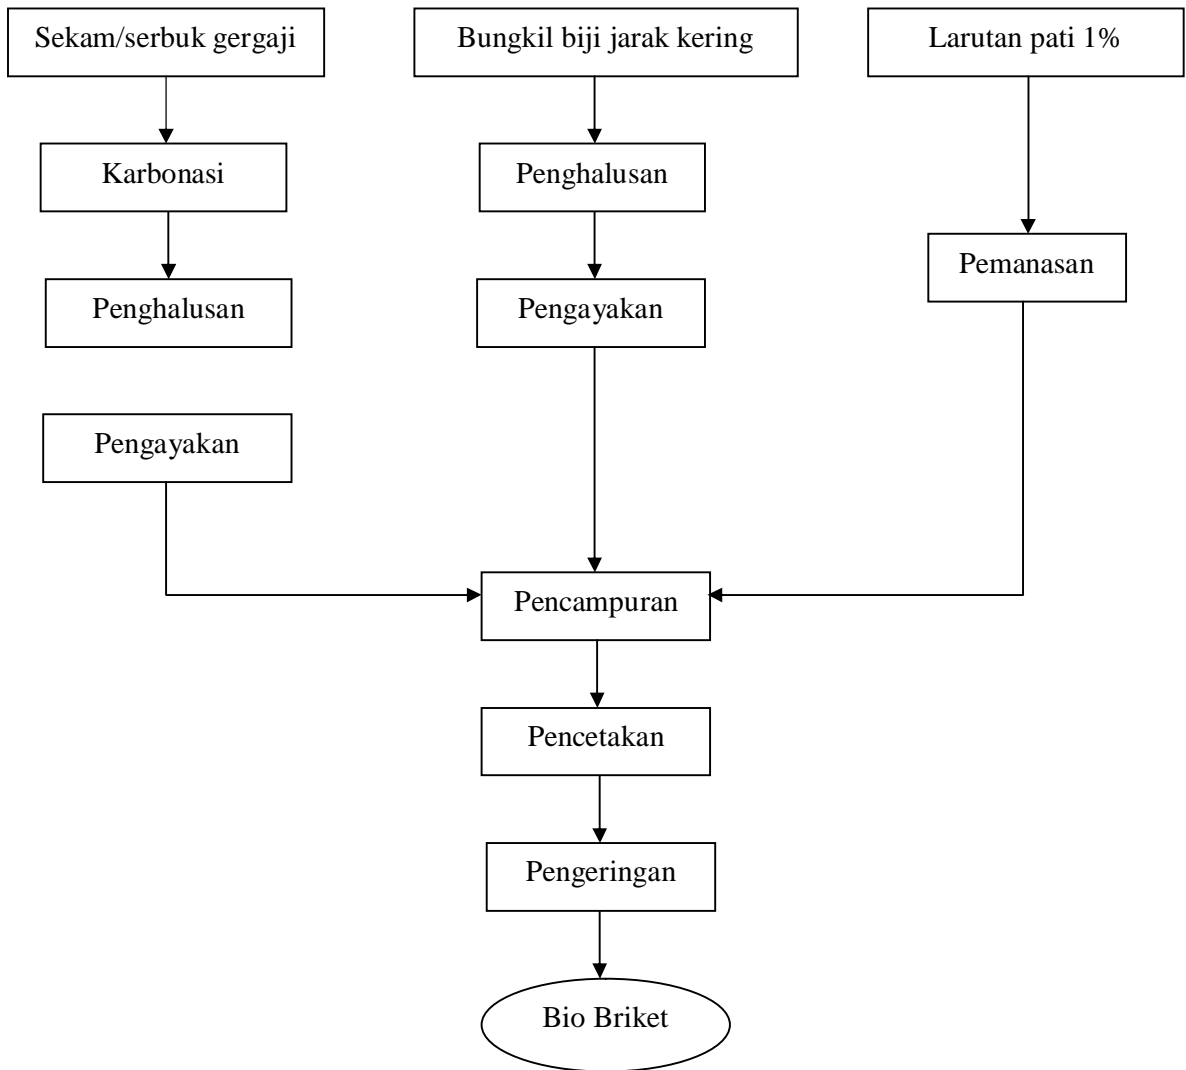 Sekam/serbuk gergaji
Bungkil biji jarak kering
Larutan pati 1%
Karbonasi
Penghalusan
Pemanasan
Penghalusan
Pengayakan
Pengayakan
Pencampuran
Pencetakan
Pengeringan
Bio Briket